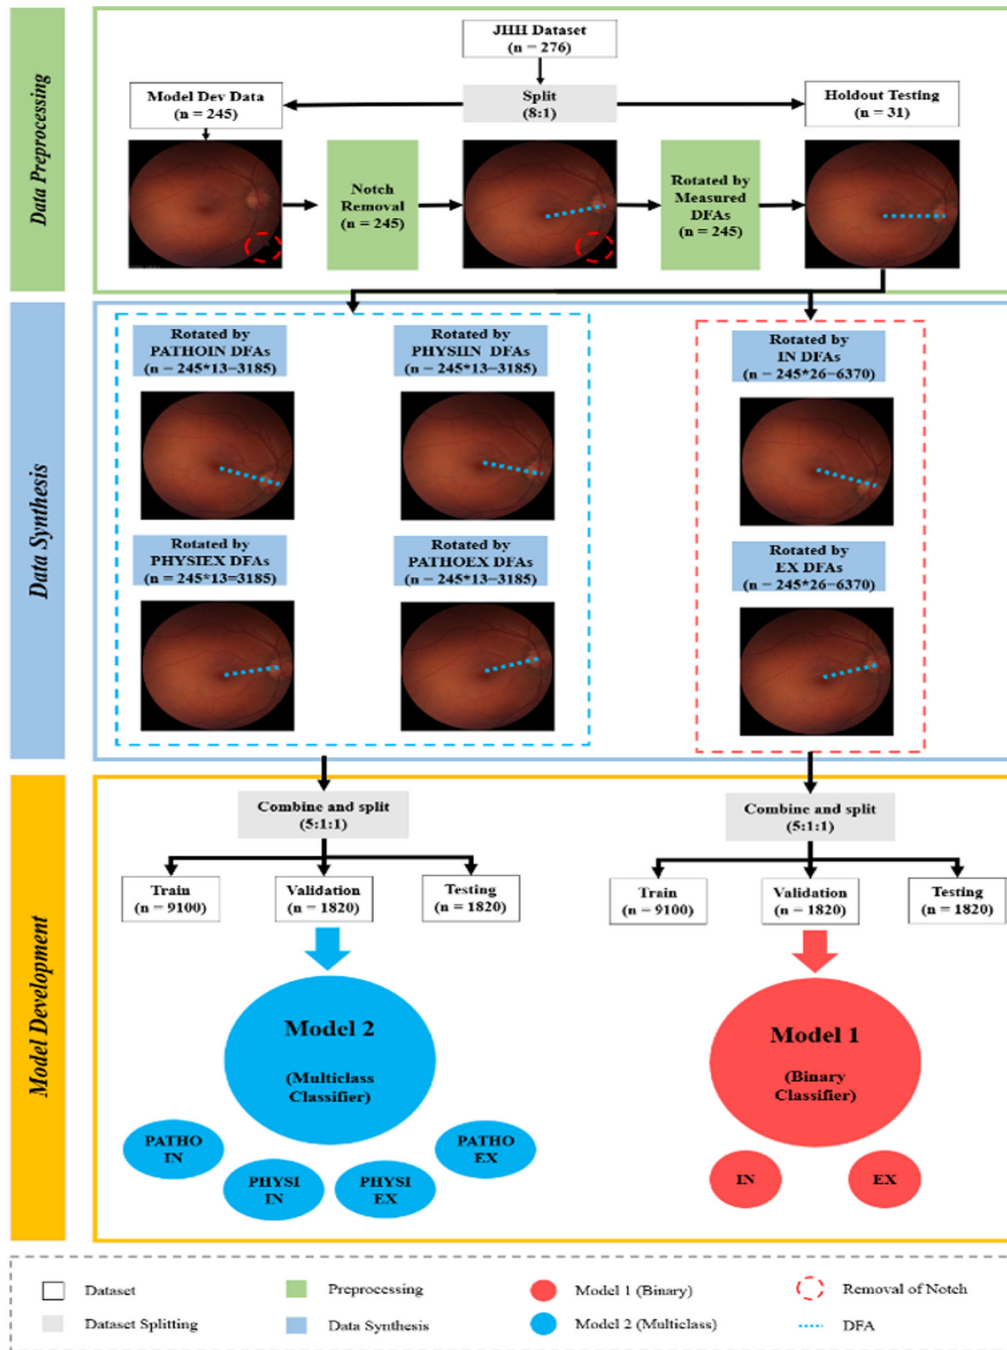 Data Preprocessing
JHH Dataset
(n = 276)
Model Dev Data
(n = 245)
Split
(8:1)
Holdout Testing
(n = 31)
Notch
Removal
(n = 245)
Rotated by
Measured
DFAs
(n = 245)
Data Synthesis
Rotated by
PATHOIN DFAs
(n = 245*13=3185)
Rotated by
PHYSIIN DFAs
(n = 245*13=3185)
Rotated by
IN DFAs
(n = 245*26=6370)
Rotated by
PHYSIEX DFAs
(n = 245*13=3185)
Rotated by
PATHOEX DFAs
(n = 245*13=3185)
Rotated by
EX DFAs
(n = 245*26=6370)
Model Development
Combine and split
(5:1:1)
Combine and split
(5:1:1)
Train
(n = 9100)
Validation
(n = 1820)
Testing
(n = 1820)
Train
(n = 9100)
Validation
(n = 1820)
Testing
(n = 1820)
Model 2
(Multiclass
Classifier)
Model 1
(Binary
Classifier)
PATHO
IN
PHYSI
IN
PHYSI
EX
PATHO
EX
IN
EX
Dataset
Preprocessing
Model 1 (Binary)
Removal of Notch
Dataset Splitting
Data Synthesis
Model 2 (Multiclass)
DFA